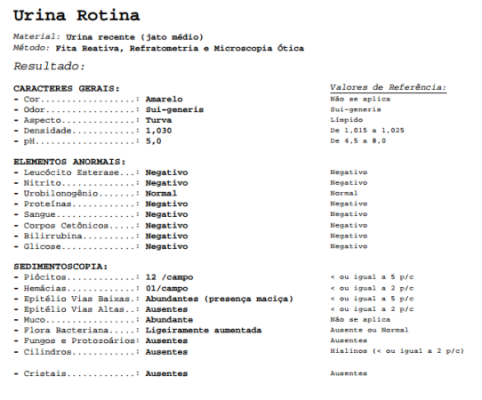 Urina Rotina
Material: Urina recente (jato médio)
Método: Fita Reativa, Refratometria e Microscopia Ótica
Resultado:
CARACTERES GERAIS: Valores de Referência:
- Cor..................: Amarelo Não se aplica
- Odor.................: Sui-generis Sui-generis
- Aspecto..............: Turva Límpido
- Densidade............: 1,030 De 1,015 a 1,025
- pH...................: 5,0 De 4,5 a 8,0
ELEMENTOS ANORMAIS:
- Leucócito Esterase...: Negativo Negativo
- Nitrito..............: Negativo Negativo
- Urobilonogênio.......: Normal Normal
- Proteínas............: Negativo Negativo
- Sangue...............: Negativo Negativo
- Corpos Cetônicos.....: Negativo Negativo
- Bilirrubina..........: Negativo Negativo
- Glicose..............: Negativo Negativo
SEDIMENTOSCOPIA:
- Piócitos.............: 12 /campo < ou igual a 5 p/c
- Hemácias.............: 01/campo < ou igual a 2 p/c
- Epitélio Vias Baixas.: Abundantes (presença maciça) < ou igual a 5 p/c
- Epitélio Vias Altas..: Ausentes < ou igual a 2 p/c
- Muco.................: Abundante Não se aplica
- Flora Bacteriana.....: Ligeiramente aumentada Ausente ou Normal
- Fungos e Protozoários: Ausentes Ausentes
- Cilindros............: Ausentes Hialinos (< ou igual a 2 p/c)
- Cristais.............: Ausentes Ausentes